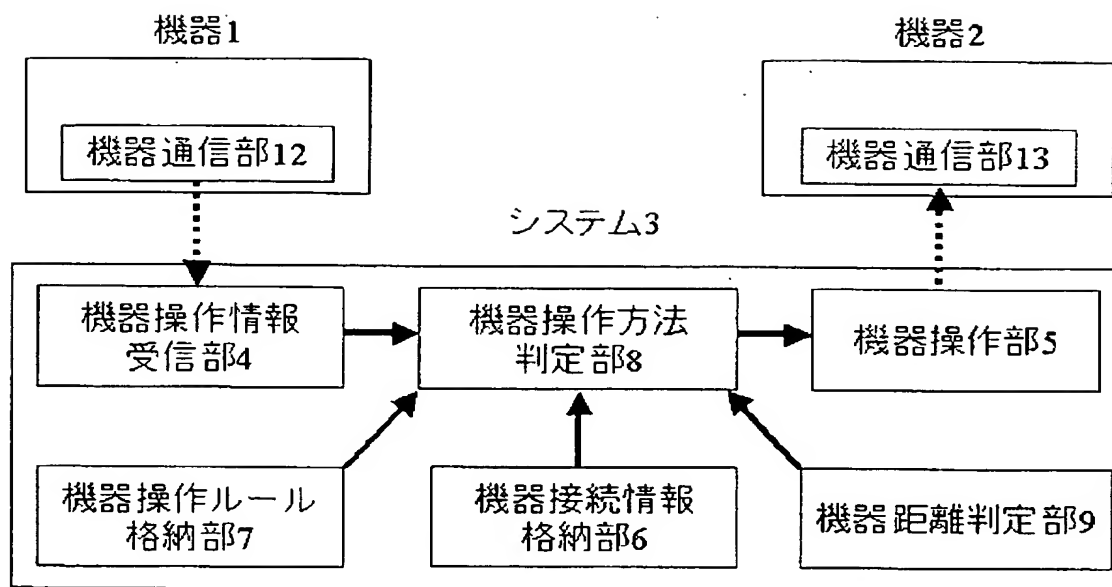 機器1
機器2
機器通信部12
機器通信部13
システム3
機器操作情報
受信部4
機器操作方法
判定部8
機器操作部5
機器操作ルール
格納部7
機器接続情報
格納部6
機器距離判定部9